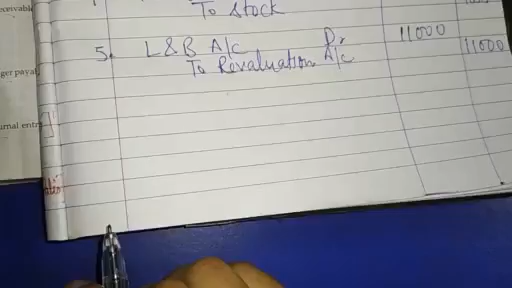 To Stock
5. L&B A/c Dr 11000
To Revaluation A/c 11000